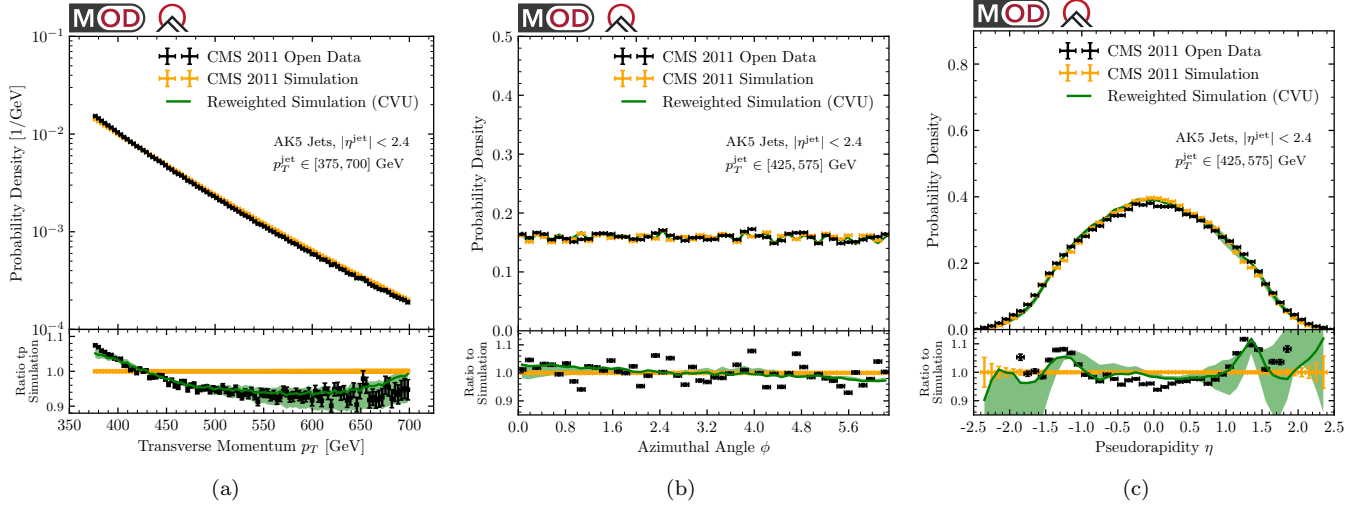 MOD
10⁻¹
10⁻²
10⁻³
10⁻⁴
Probability Density [1/GeV]
CMS 2011 Open Data
CMS 2011 Simulation
Reweighted Simulation (CVU)
AK5 Jets, |η^jet| < 2.4
p_T^jet ∈ [375, 700] GeV
1.1
1.0
0.9
Ratio tp
Simulation
350 400 450 500 550 600 650 700
Transverse Momentum p_T [GeV]
(a)
MOD
0.5
0.4
0.3
0.2
0.1
0.0
Probability Density
CMS 2011 Open Data
CMS 2011 Simulation
Reweighted Simulation (CVU)
AK5 Jets, |η^jet| < 2.4
p_T^jet ∈ [425, 575] GeV
1.1
1.0
0.9
Ratio to
Simulation
0.0 0.8 1.6 2.4 3.2 4.0 4.8 5.6
Azimuthal Angle ϕ
(b)
MOD
0.8
0.6
0.4
0.2
0.0
Probability Density
CMS 2011 Open Data
CMS 2011 Simulation
Reweighted Simulation (CVU)
AK5 Jets, |η^jet| < 2.4
p_T^jet ∈ [425, 575] GeV
1.1
1.0
0.9
Ratio to
Simulation
-2.5 -2.0 -1.5 -1.0 -0.5 0.0 0.5 1.0 1.5 2.0 2.5
Pseudorapidity η
(c)